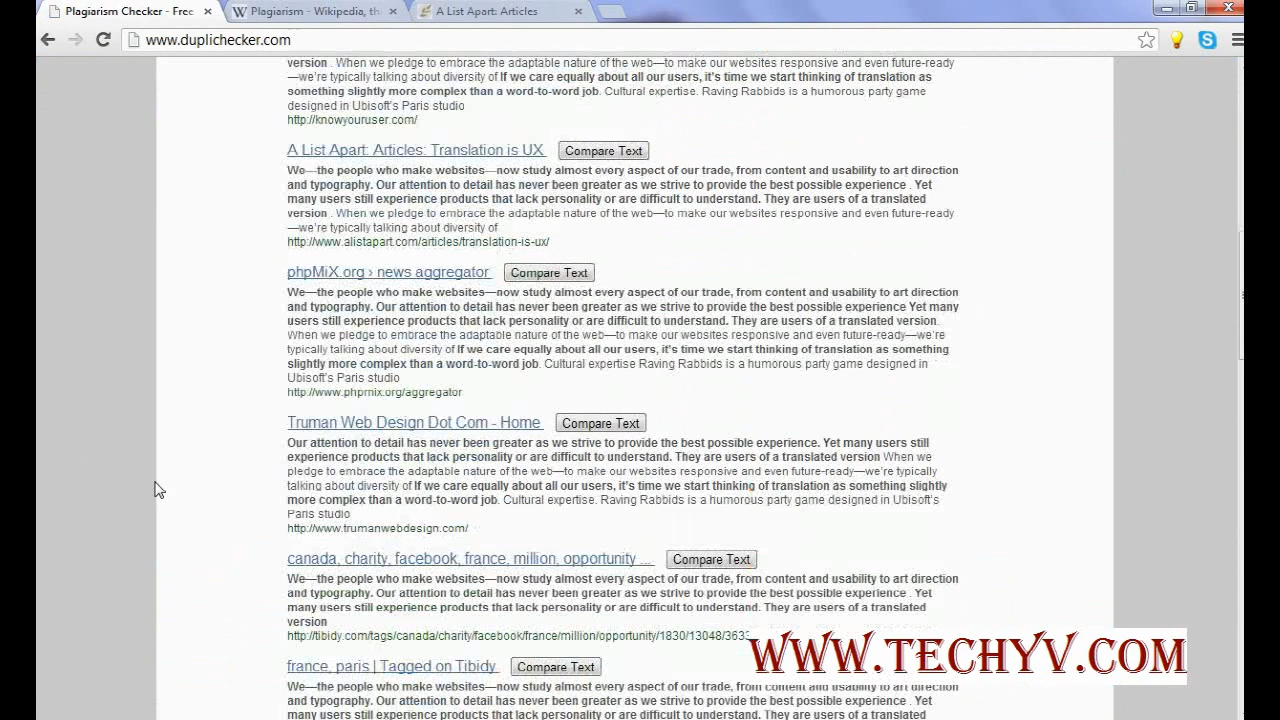 Plagiarism Checker - Free
Plagiarism - Wikipedia, th
A List Apart: Articles
www.duplichecker.com
version . When we pledge to embrace the adaptable nature of the web—to make our websites responsive and even future-ready
—we're typically talking about diversity of If we care equally about all our users, it's time we start thinking of translation as
something slightly more complex than a word-to-word job. Cultural expertise. Raving Rabbids is a humorous party game
designed in Ubisoft's Paris studio
http://knowyouruser.com/
A List Apart: Articles: Translation is UX Compare Text
We—the people who make websites—now study almost every aspect of our trade, from content and usability to art direction
and typography. Our attention to detail has never been greater as we strive to provide the best possible experience . Yet
many users still experience products that lack personality or are difficult to understand. They are users of a translated
version . When we pledge to embrace the adaptable nature of the web—to make our websites responsive and even future-ready
—we're typically talking about diversity of
http://www.alistapart.com/articles/translation-is-ux/
phpMiX.org › news aggregator Compare Text
We—the people who make websites—now study almost every aspect of our trade, from content and usability to art direction
and typography. Our attention to detail has never been greater as we strive to provide the best possible experience Yet many
users still experience products that lack personality or are difficult to understand. They are users of a translated version.
When we pledge to embrace the adaptable nature of the web—to make our websites responsive and even future-ready—we're
typically talking about diversity of If we care equally about all our users, it's time we start thinking of translation as something
slightly more complex than a word-to-word job. Cultural expertise Raving Rabbids is a humorous party game designed in
Ubisoft's Paris studio
http://www.phpmix.org/aggregator
Truman Web Design Dot Com - Home Compare Text
Our attention to detail has never been greater as we strive to provide the best possible experience. Yet many users still
experience products that lack personality or are difficult to understand. They are users of a translated version When we
pledge to embrace the adaptable nature of the web—to make our websites responsive and even future-ready—we're typically
talking about diversity of If we care equally about all our users, it's time we start thinking of translation as something slightly
more complex than a word-to-word job. Cultural expertise. Raving Rabbids is a humorous party game designed in Ubisoft's
Paris studio
http://www.trumanwebdesign.com/
canada, charity, facebook, france, million, opportunity ... Compare Text
We—the people who make websites—now study almost every aspect of our trade, from content and usability to art direction
and typography. Our attention to detail has never been greater as we strive to provide the best possible experience . Yet
many users still experience products that lack personality or are difficult to understand. They are users of a translated
version
http://tibidy.com/tags/canada/charity/facebook/france/million/opportunity/1830/13048/3633
WWW.TECHYV.COM
france, paris | Tagged on Tibidy Compare Text
We—the people who make websites—now study almost every aspect of our trade, from content and usability to art direction
and typography. Our attention to detail has never been greater as we strive to provide the best possible experience . Yet
many users still experience products that lack personality or are difficult to understand. They are users of a translated